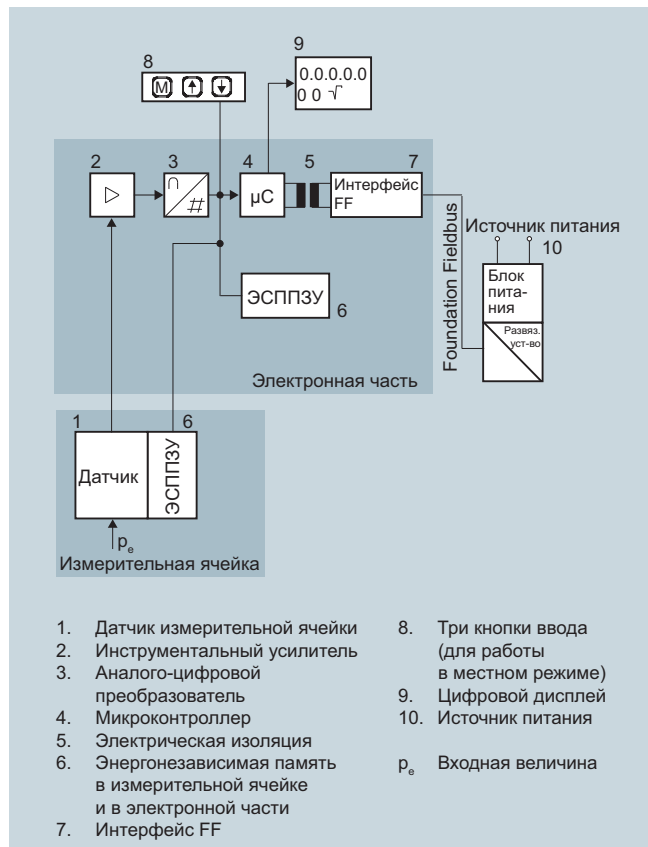 8
9
M
0.0.0.0.0
0 0 √
2
3
4
5
7
∩
#
µC
Интерфейс
FF
Источник питания
10
Foundation Fieldbus
Блок
пита-
ния
Развяз.
уст-во
ЭСППЗУ
6
Электронная часть
1
6
Датчик
ЭСППЗУ
pₑ
Измерительная ячейка
1. Датчик измерительной ячейки
2. Инструментальный усилитель
3. Аналого-цифровой
преобразователь
4. Микроконтроллер
5. Электрическая изоляция
6. Энергонезависимая память
в измерительной ячейке
и в электронной части
7. Интерфейс FF
8. Три кнопки ввода
(для работы
в местном режиме)
9. Цифровой дисплей
10. Источник питания
pₑ Входная величина